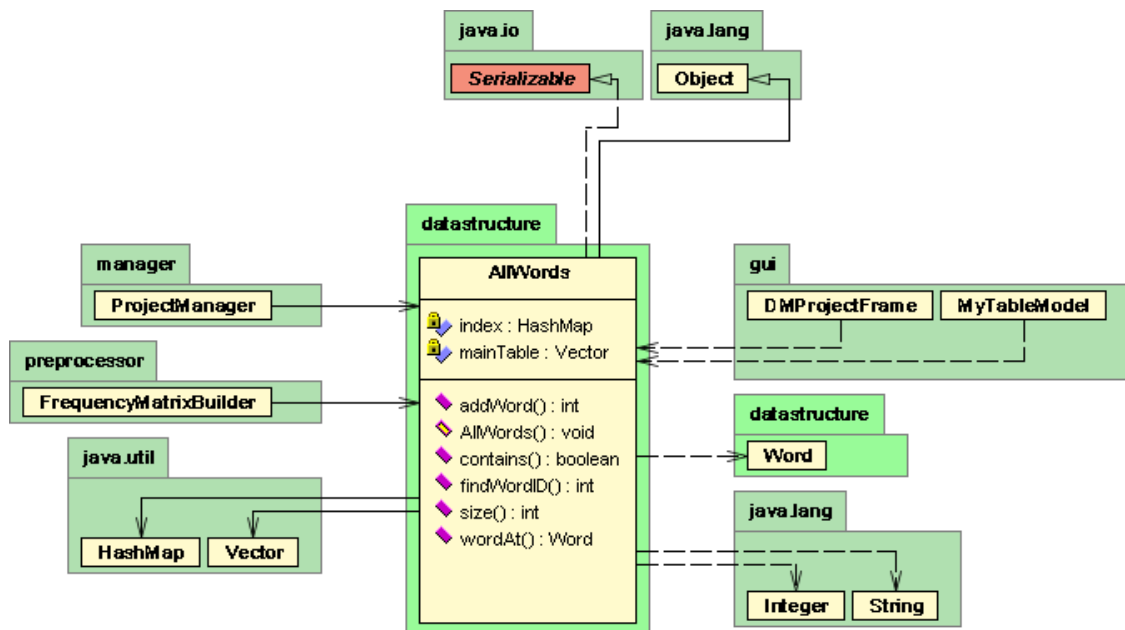 java.io
java.lang
Serializable
Object
datastructure
AllWords
manager
ProjectManager
gui
DMProjectFrame
MyTableModel
index : HashMap
mainTable : Vector
preprocessor
FrequencyMatrixBuilder
addWord() : int
AllWords() : void
contains() : boolean
findWordID() : int
size() : int
wordAt() : Word
datastructure
Word
java.util
HashMap
Vector
java.lang
Integer
String